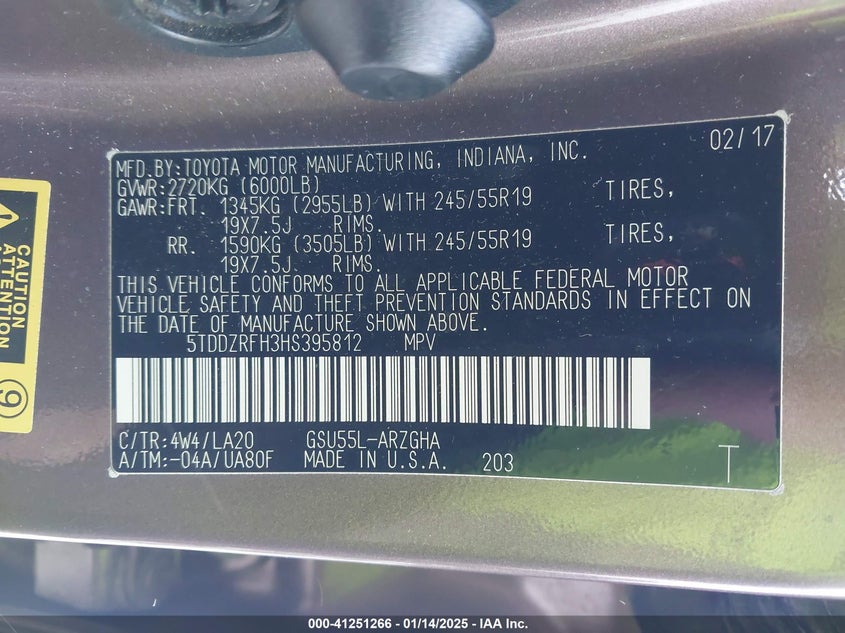 MFD.BY:TOYOTA MOTOR MANUFACTURING, INDIANA, INC. 02/17
GVWR:2720KG (6000LB)
GAWR:FRT. 1345KG (2955LB) WITH 245/55R19 TIRES,
19X7.5J RIMS.
RR. 1590KG (3505LB) WITH 245/55R19 TIRES,
19X7.5J. RIMS.
THIS VEHICLE CONFORMS TO ALL APPLICABLE FEDERAL MOTOR
VEHICLE SAFETY AND THEFT PREVENTION STANDARDS IN EFFECT ON
THE DATE OF MANUFACTURE SHOWN ABOVE.
5TDDZRFH3HS395812 MPV
C/TR:4W4/LA20 GSU55L-ARZGHA
A/TM:-04A/UA80F MADE IN U.S.A. 203 T
CAUTION
ATTENTION
9
000-41251266 - 01/14/2025 - IAA Inc.